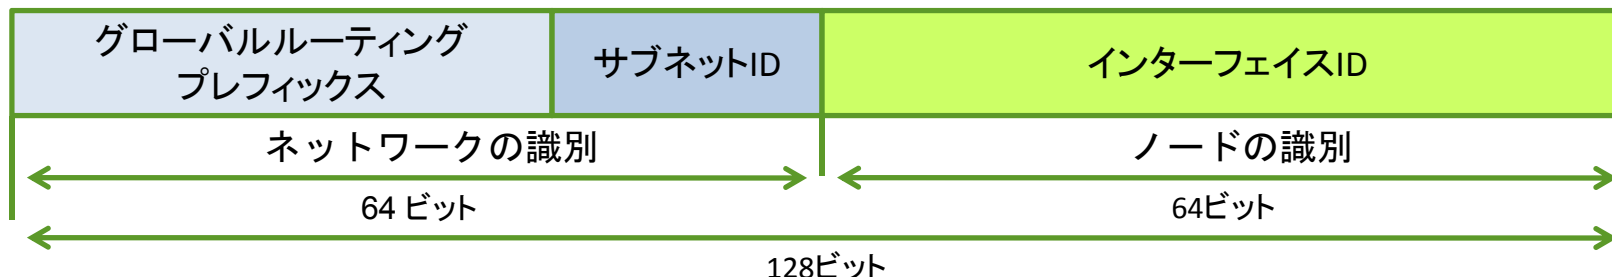 グローバルルーティング
プレフィックス
サブネットID
インターフェイスID
ネットワークの識別
ノードの識別
64 ビット
64ビット
128ビット